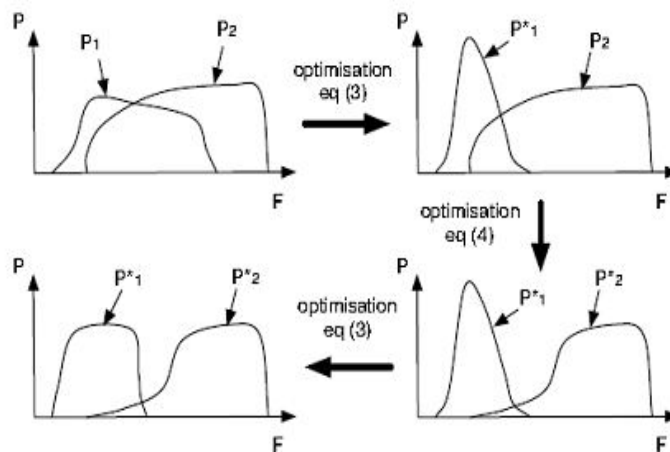 P
P1
P2
F
optimisation
eq (3)
P
P*1
P2
F
optimisation
eq (4)
P
P*1
P*2
F
optimisation
eq (3)
P
P*1
P*2
F